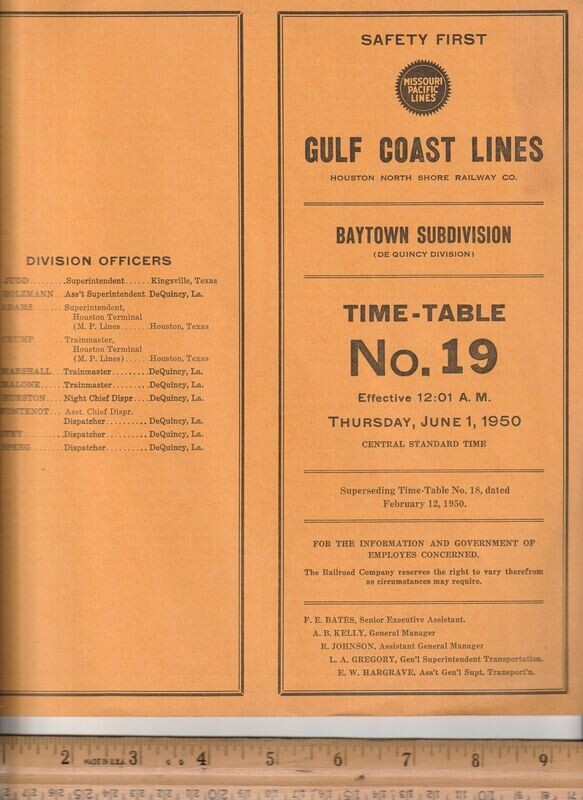 DIVISION OFFICERS
JUDD........Superintendent......Kingsville, Texas
HOLZMANN...Ass't Superintendent.DeQuincy, La.
ADAMS......Superintendent,
Houston Terminal
(M. P. Lines.......Houston, Texas
CRUMP.....Trainmaster,
Houston Terminal
(M. P. Lines)......Houston, Texas
MARSHALL..Trainmaster.........DeQuincy, La.
MALONE....Trainmaster.........DeQuincy, La.
HUESTON...Night Chief Dispr....DeQuincy, La.
FONTENOT...Asst. Chief Dispr.
Dispatcher..........DeQuincy, La.
IVEY........Dispatcher..........DeQuincy, La.
Dispatcher..........DeQuincy, La.
SAFETY FIRST
MISSOURI
PACIFIC
LINES
GULF COAST LINES
HOUSTON NORTH SHORE RAILWAY CO.
BAYTOWN SUBDIVISION
(DE QUINCY DIVISION)
TIME-TABLE
No. 19
Effective 12:01 A. M.
THURSDAY, JUNE 1, 1950
CENTRAL STANDARD TIME
Superseding Time-Table No. 18, dated
February 12, 1950.
FOR THE INFORMATION AND GOVERNMENT OF
EMPLOYES CONCERNED.
The Railroad Company reserves the right to vary therefrom
as circumstances may require.
F. E. BATES, Senior Executive Assistant.
A. B. KELLY, General Manager
R. JOHNSON, Assistant General Manager
L. A. GREGORY, Gen'l Superintendent Transportation.
E. W. HARGRAVE, Ass't Gen'l Supt. Transport'n.
2 MADE IN U.S.A. 3 4 5 6 7 8 9